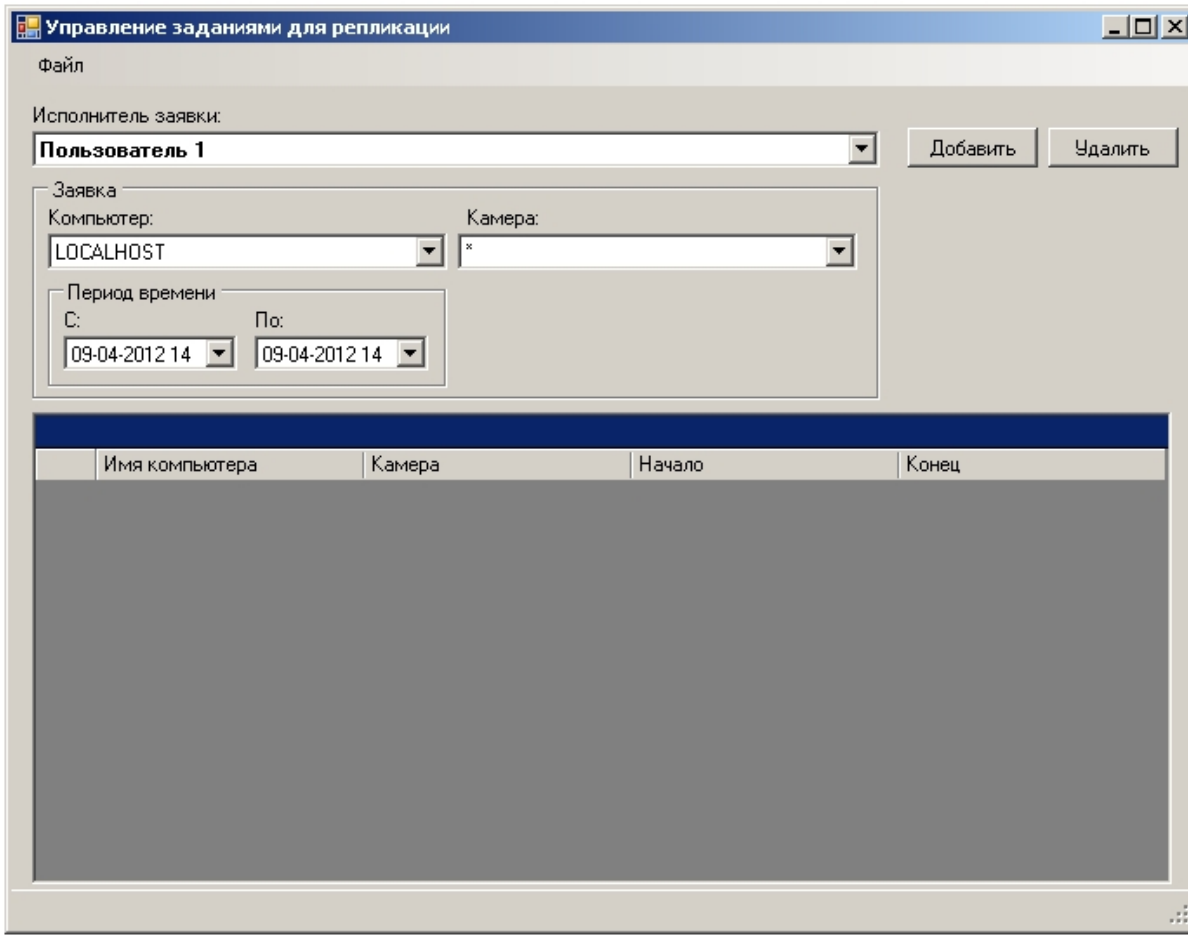 Управление заданиями для репликации
Файл
Исполнитель заявки:
Пользователь 1
Добавить
Удалить
Заявка
Компьютер:
Камера:
LOCALHOST
*
Период времени
С:
По:
09-04-2012 14
09-04-2012 14
Имя компьютера
Камера
Начало
Конец